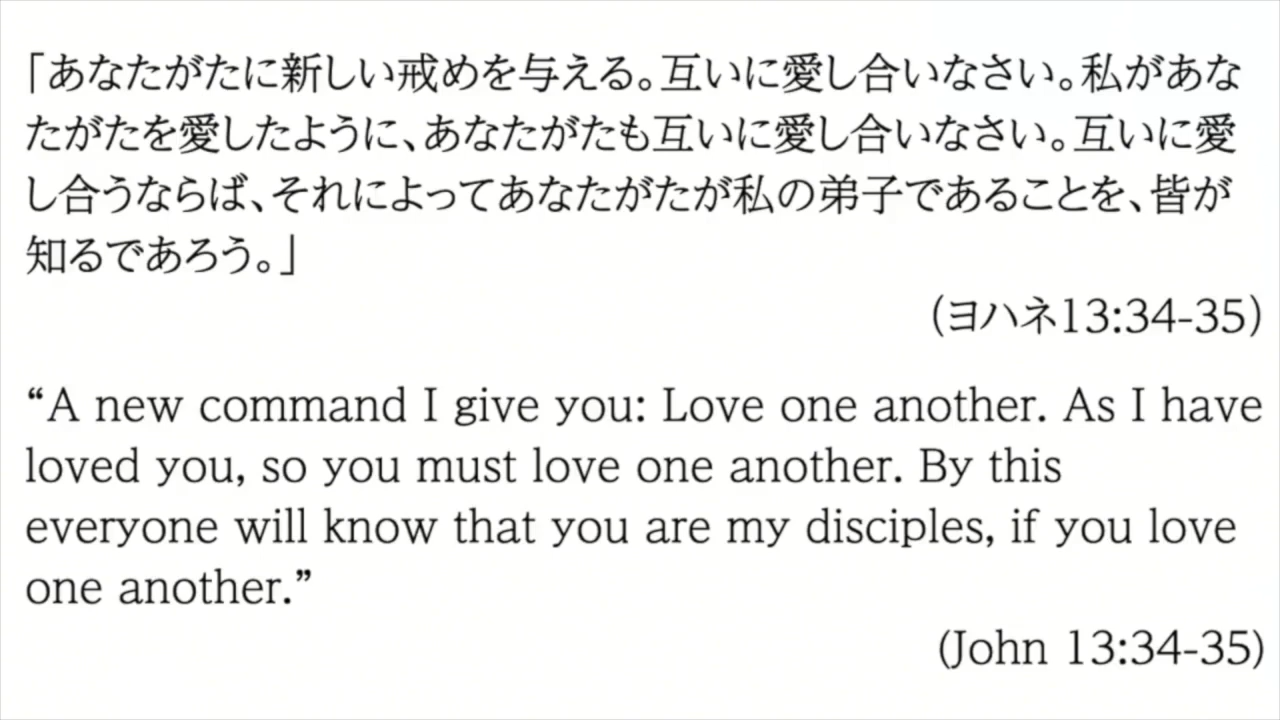 「あなたがたに新しい戒めを与える。互いに愛し合いなさい。私があな
たがたを愛したように、あなたがたも互いに愛し合いなさい。互いに愛
し合うならば、それによってあなたがたが私の弟子であることを、皆が
知るであろう。」
(ヨハネ13:34-35)
“A new command I give you: Love one another. As I have
loved you, so you must love one another. By this
everyone will know that you are my disciples, if you love
one another.”
(John 13:34-35)